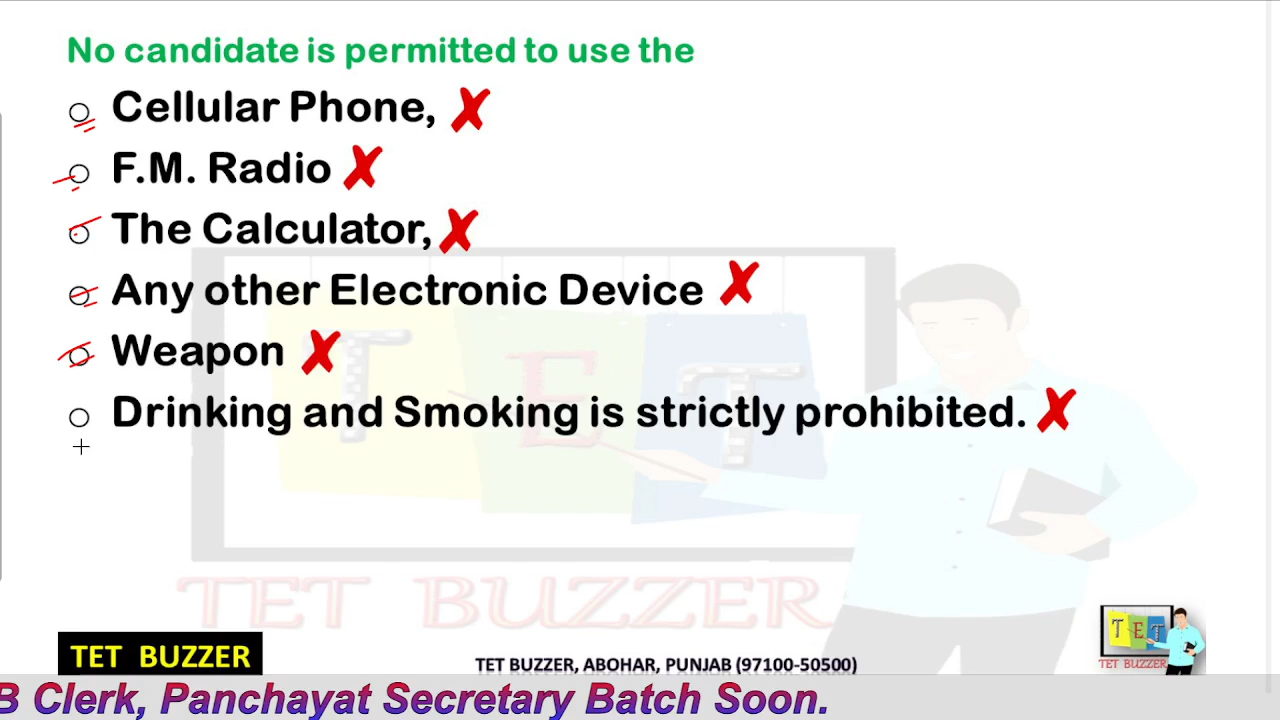 No candidate is permitted to use the
Cellular Phone, ✗
F.M. Radio ✗
The Calculator, ✗
Any other Electronic Device ✗
Weapon ✗
Drinking and Smoking is strictly prohibited. ✗
TET
TET BUZZER
TET
TET BUZZER
TET BUZZER
TET BUZZER, ABOHAR, PUNJAB (97100-50500)
B Clerk, Panchayat Secretary Batch Soon.